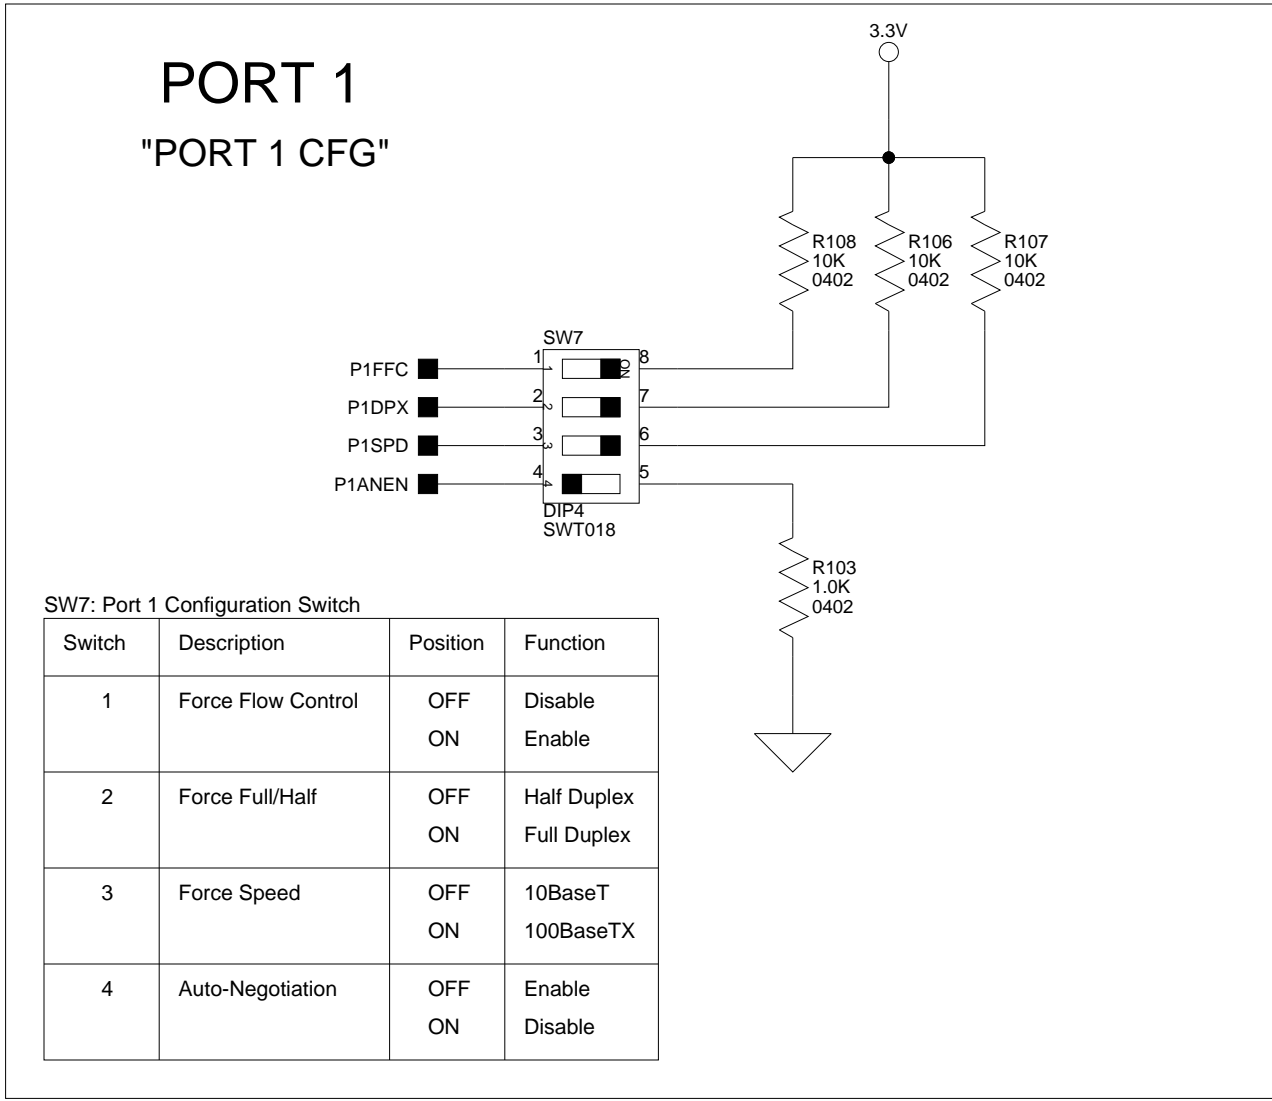 3.3V
PORT 1
"PORT 1 CFG"
R108
10K
0402
R106
10K
0402
R107
10K
0402
SW7
P1FFC 1 1 ON 8
P1DPX 2 2 7
P1SPD 3 3 6
P1ANEN 4 4 5
DIP4
SWT018
R103
1.0K
0402
SW7: Port 1 Configuration Switch
Switch Description Position Function
1 Force Flow Control OFF Disable
ON Enable
2 Force Full/Half OFF Half Duplex
ON Full Duplex
3 Force Speed OFF 10BaseT
ON 100BaseTX
4 Auto-Negotiation OFF Enable
ON Disable